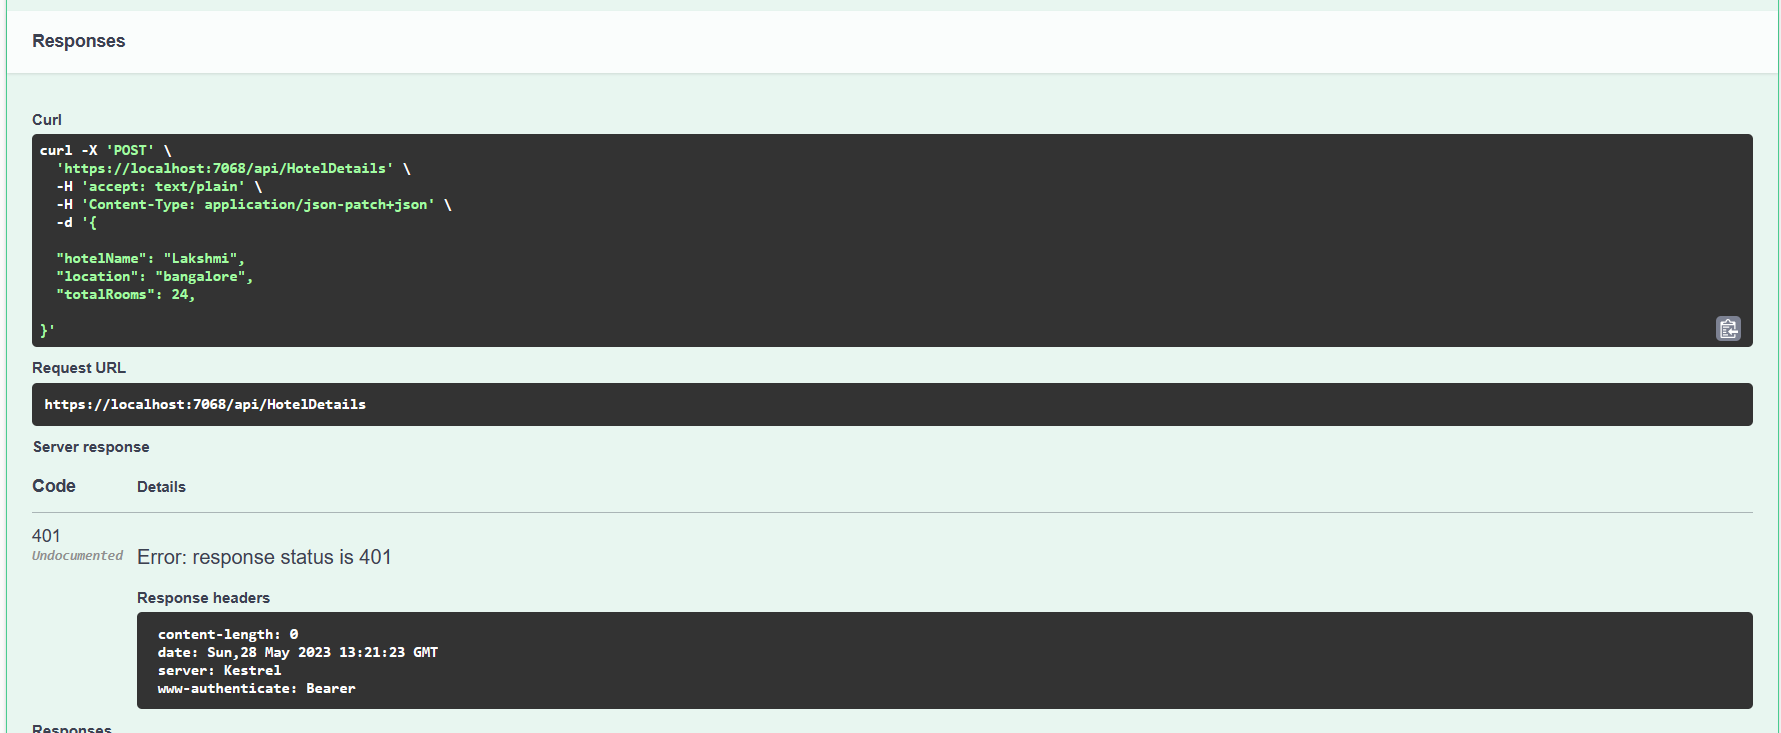 Responses
Curl
curl -X 'POST' \
  'https://localhost:7068/api/HotelDetails' \
  -H 'accept: text/plain' \
  -H 'Content-Type: application/json-patch+json' \
  -d '{
  "hotelName": "Lakshmi",
  "location": "bangalore",
  "totalRooms": 24,
}'
Request URL
https://localhost:7068/api/HotelDetails
Server response
Code Details
401
Undocumented
Error: response status is 401
Response headers
content-length: 0
date: Sun,28 May 2023 13:21:23 GMT
server: Kestrel
www-authenticate: Bearer
Responses